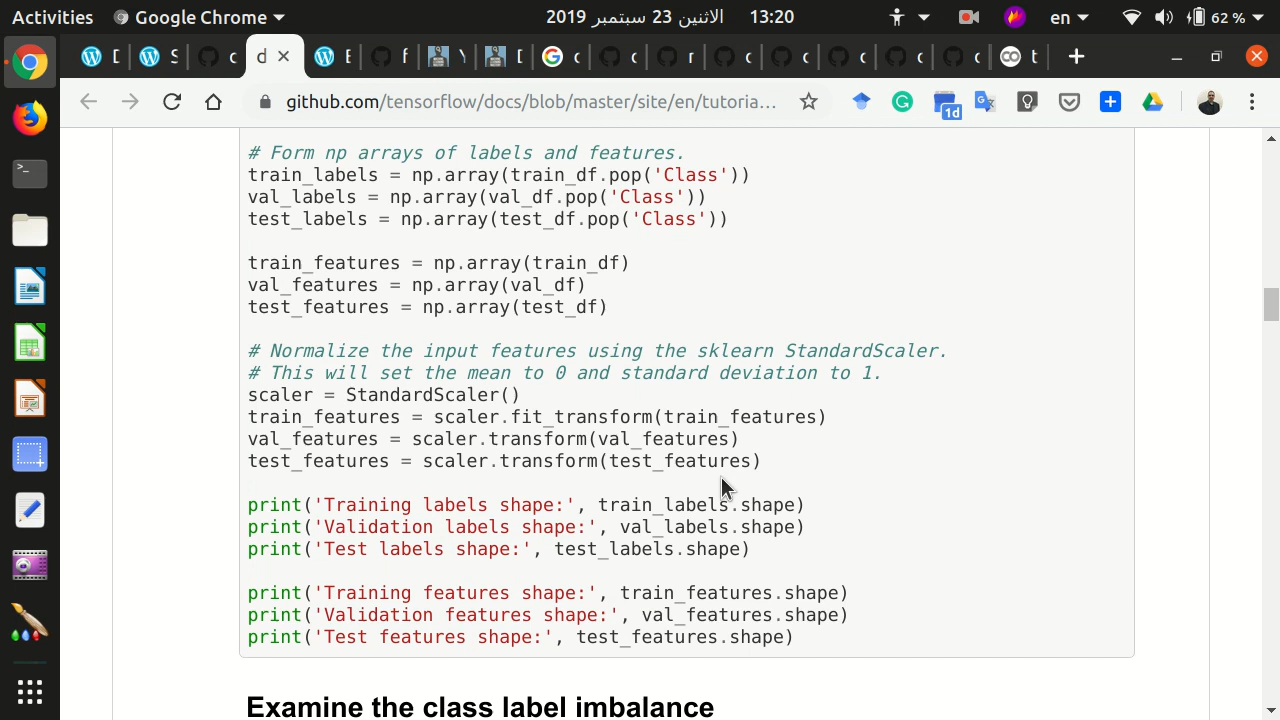 Activities Google Chrome الاثنين 23 سبتمبر 2019 13:20 en 62 %
github.com/tensorflow/docs/blob/master/site/en/tutoria... 1d
# Form np arrays of labels and features.
train_labels = np.array(train_df.pop('Class'))
val_labels = np.array(val_df.pop('Class'))
test_labels = np.array(test_df.pop('Class'))
train_features = np.array(train_df)
val_features = np.array(val_df)
test_features = np.array(test_df)
# Normalize the input features using the sklearn StandardScaler.
# This will set the mean to 0 and standard deviation to 1.
scaler = StandardScaler()
train_features = scaler.fit_transform(train_features)
val_features = scaler.transform(val_features)
test_features = scaler.transform(test_features)
print('Training labels shape:', train_labels.shape)
print('Validation labels shape:', val_labels.shape)
print('Test labels shape:', test_labels.shape)
print('Training features shape:', train_features.shape)
print('Validation features shape:', val_features.shape)
print('Test features shape:', test_features.shape)
Examine the class label imbalance